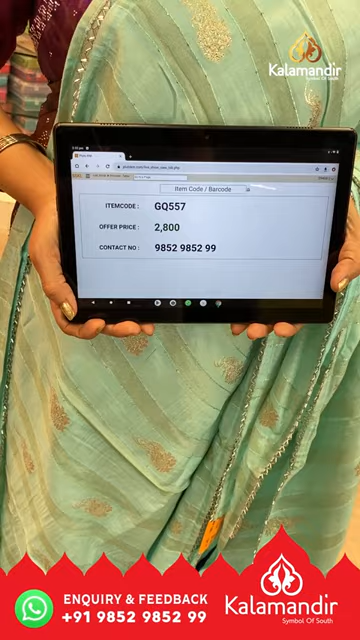 Kalamandir
Symbol Of South
Item Code / Barcode
ITEMCODE : GQ557
OFFER PRICE : 2,800
CONTACT NO : 9852 9852 99
ENQUIRY & FEEDBACK
+91 9852 9852 99
Kalamandir
Symbol Of South